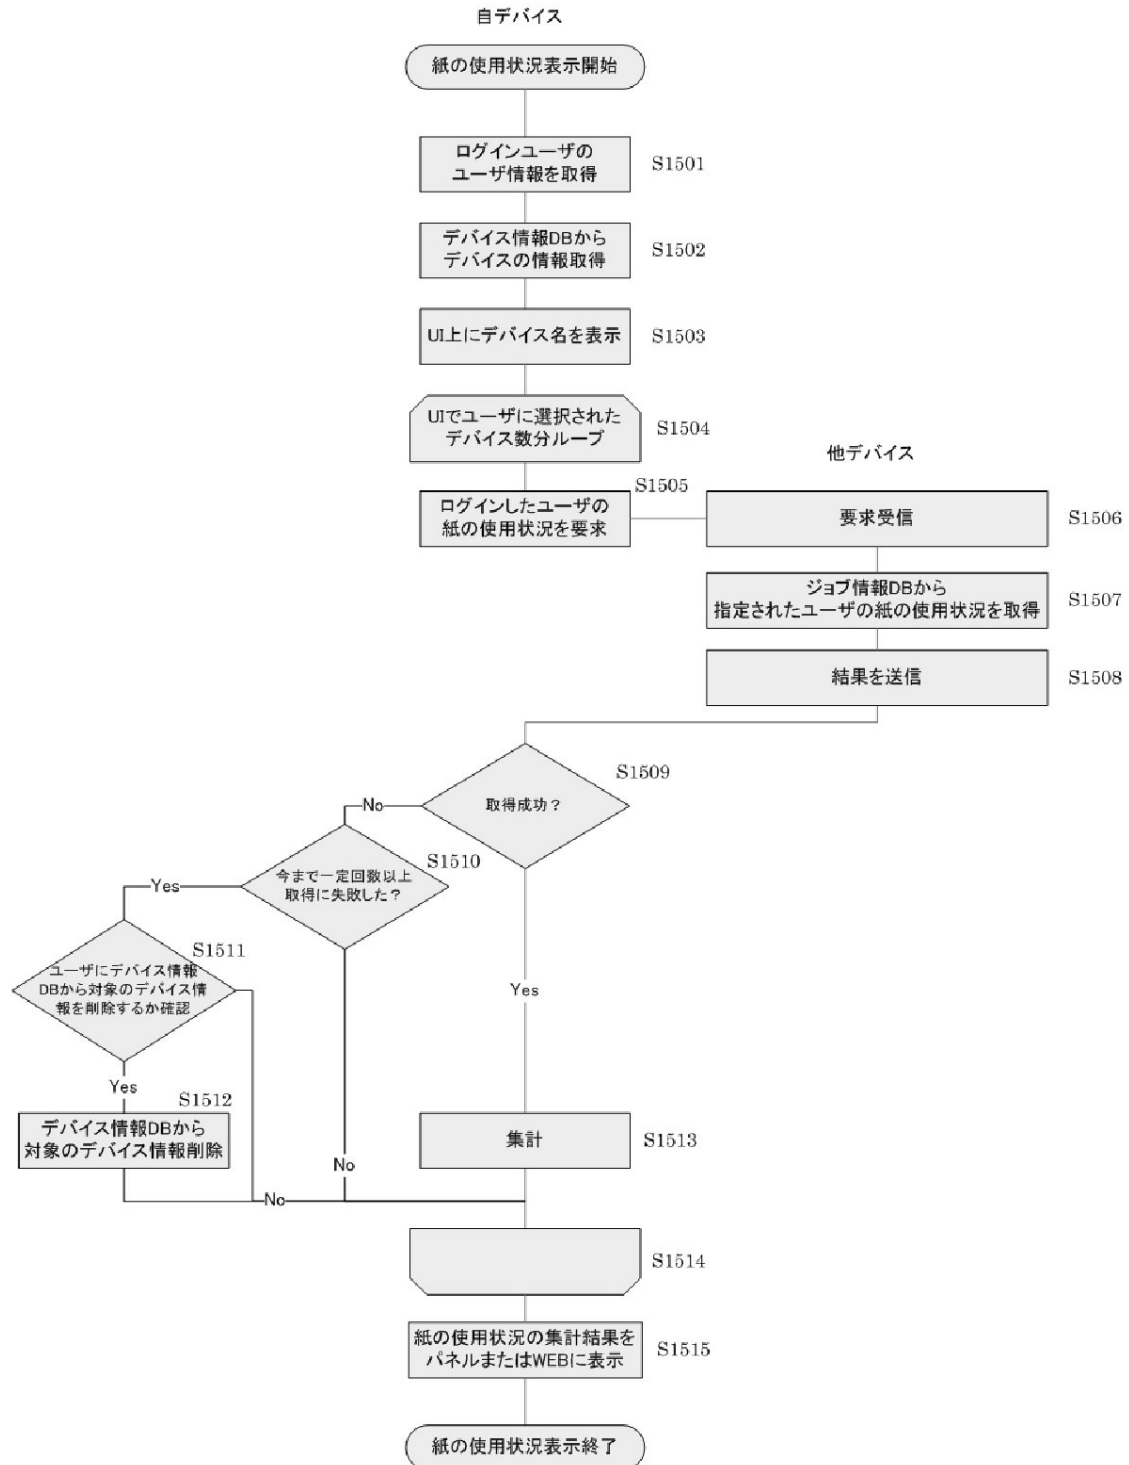 自デバイス
紙の使用状況表示開始
ログインユーザの
ユーザ情報を取得
S1501
デバイス情報DBから
デバイスの情報取得
S1502
UI上にデバイス名を表示
S1503
UIでユーザに選択された
デバイス数分ループ
S1504
他デバイス
ログインしたユーザの
紙の使用状況を要求
S1505
要求受信
S1506
ジョブ情報DBから
指定されたユーザの紙の使用状況を取得
S1507
結果を送信
S1508
取得成功?
S1509
No
今まで一定回数以上
取得に失敗した?
S1510
Yes
ユーザにデバイス情報
DBから対象のデバイス情
報を削除するか確認
S1511
Yes
Yes
デバイス情報DBから
対象のデバイス情報削除
S1512
集計
S1513
No
No
S1514
紙の使用状況の集計結果を
パネルまたはWEBに表示
S1515
紙の使用状況表示終了